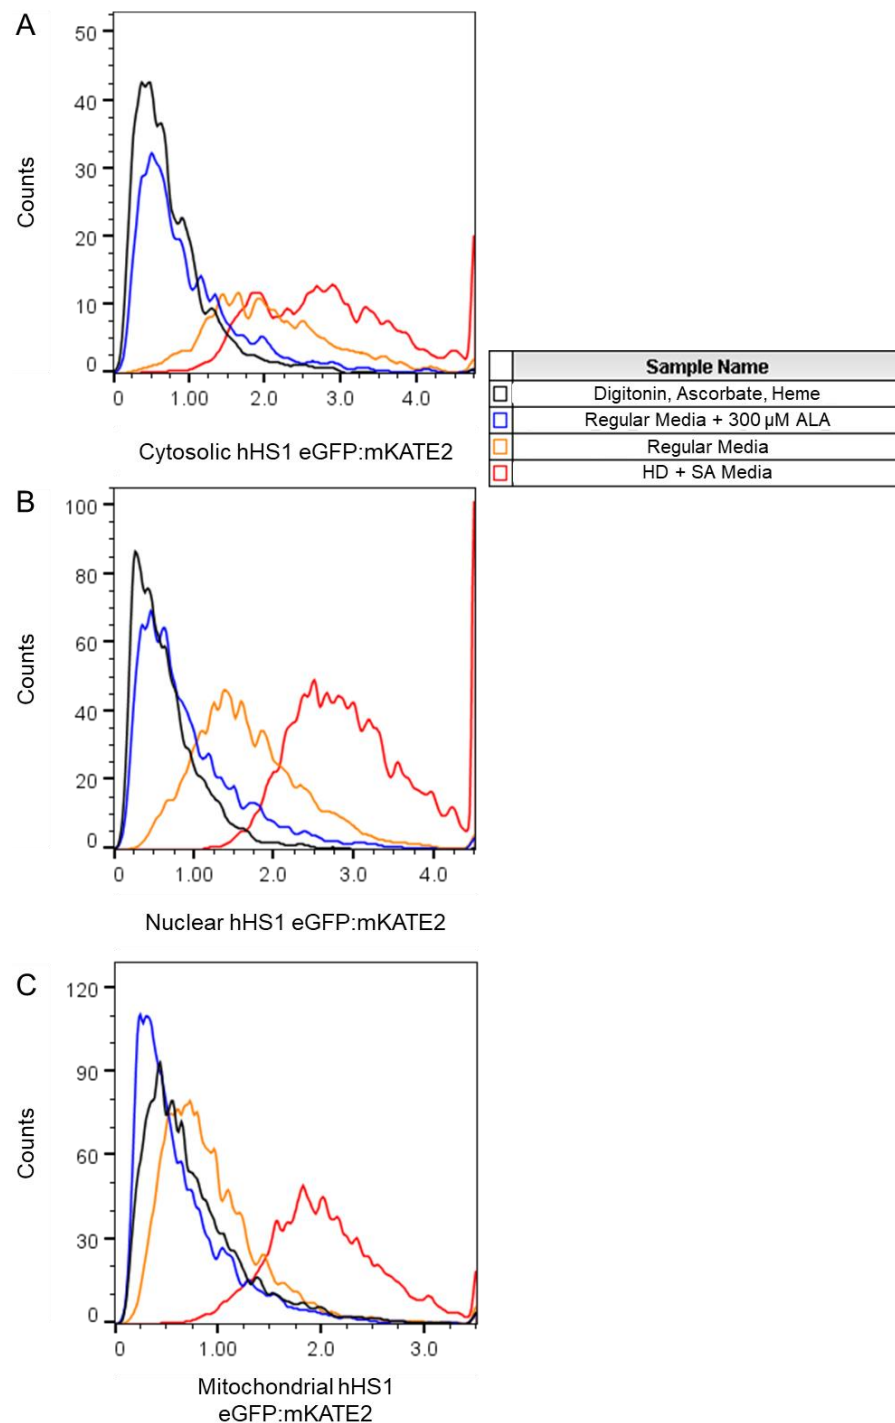 A
50
40
30
20
10
0
Counts
0 1.00 2.0 3.0 4.0
Cytosolic hHS1 eGFP:mKATE2
Sample Name
Digitonin, Ascorbate, Heme
Regular Media + 300 µM ALA
Regular Media
HD + SA Media
B
100
80
60
40
20
0
Counts
0 1.00 2.0 3.0 4.0
Nuclear hHS1 eGFP:mKATE2
C
120
90
60
30
0
Counts
0 1.00 2.0 3.0
Mitochondrial hHS1
eGFP:mKATE2